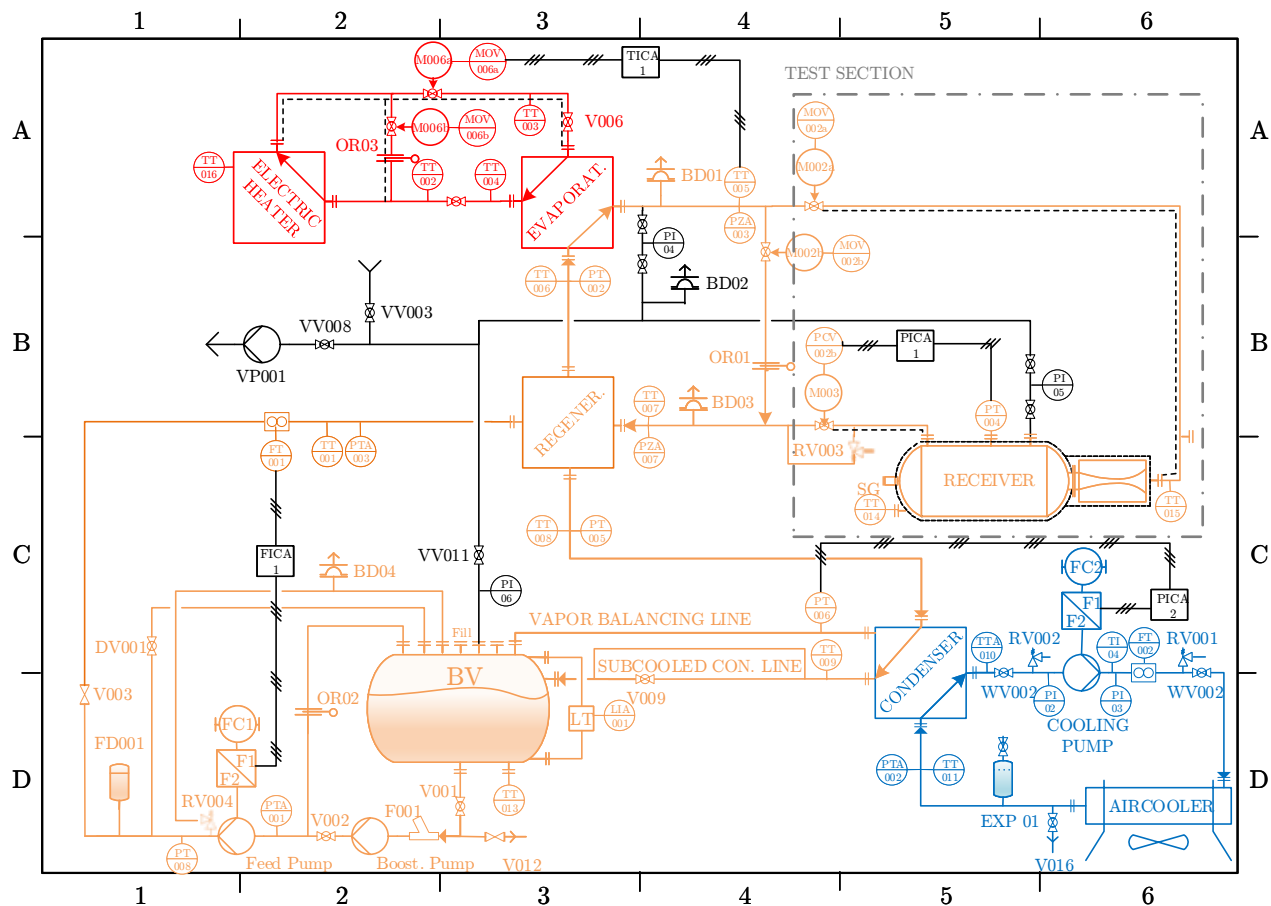 1 2 3 4 5 6
M006a
MOV
006a
TICA
1
TEST SECTION
A
A
MOV
002a
TT
003
V006
M006b
MOV
006b
OR03
TT
016
ELECTRIC
HEATER
TT
002
TT
004
EVAPORAT.
BD01
TT
005
M002a
PZA
003
PI
04
M002b
MOV
002b
TT
006
PT
002
BD02
VV003
VV008
VP001
B
B
PCV
002b
PICA
1
OR01
M003
PI
05
REGENER.
TT
007
BD03
PT
004
FT
001
TT
001
PTA
003
PZA
007
RV003
SG
RECEIVER
TT
014
TT
015
TT
008
PT
005
C
C
FICA
1
BD04
VV011
PI
06
FC2
F1
F2
PICA
2
PT
006
VAPOR BALANCING LINE
Fill
DV001
TT
009
SUBCOOLED CON. LINE
V009
CONDENSER
TTA
010
RV002
TI
04
FT
002
RV001
WV002
PI
02
PI
03
WV002
COOLING
PUMP
V003
BV
OR02
LT
LIA
001
FC1
F1
F2
FD001
D
D
PTA
002
TT
011
RV004
PTA
001
V002
F001
V001
TT
013
EXP 01
AIRCOOLER
PT
008
Feed Pump
Boost. Pump
V012
V016
1 2 3 4 5 6